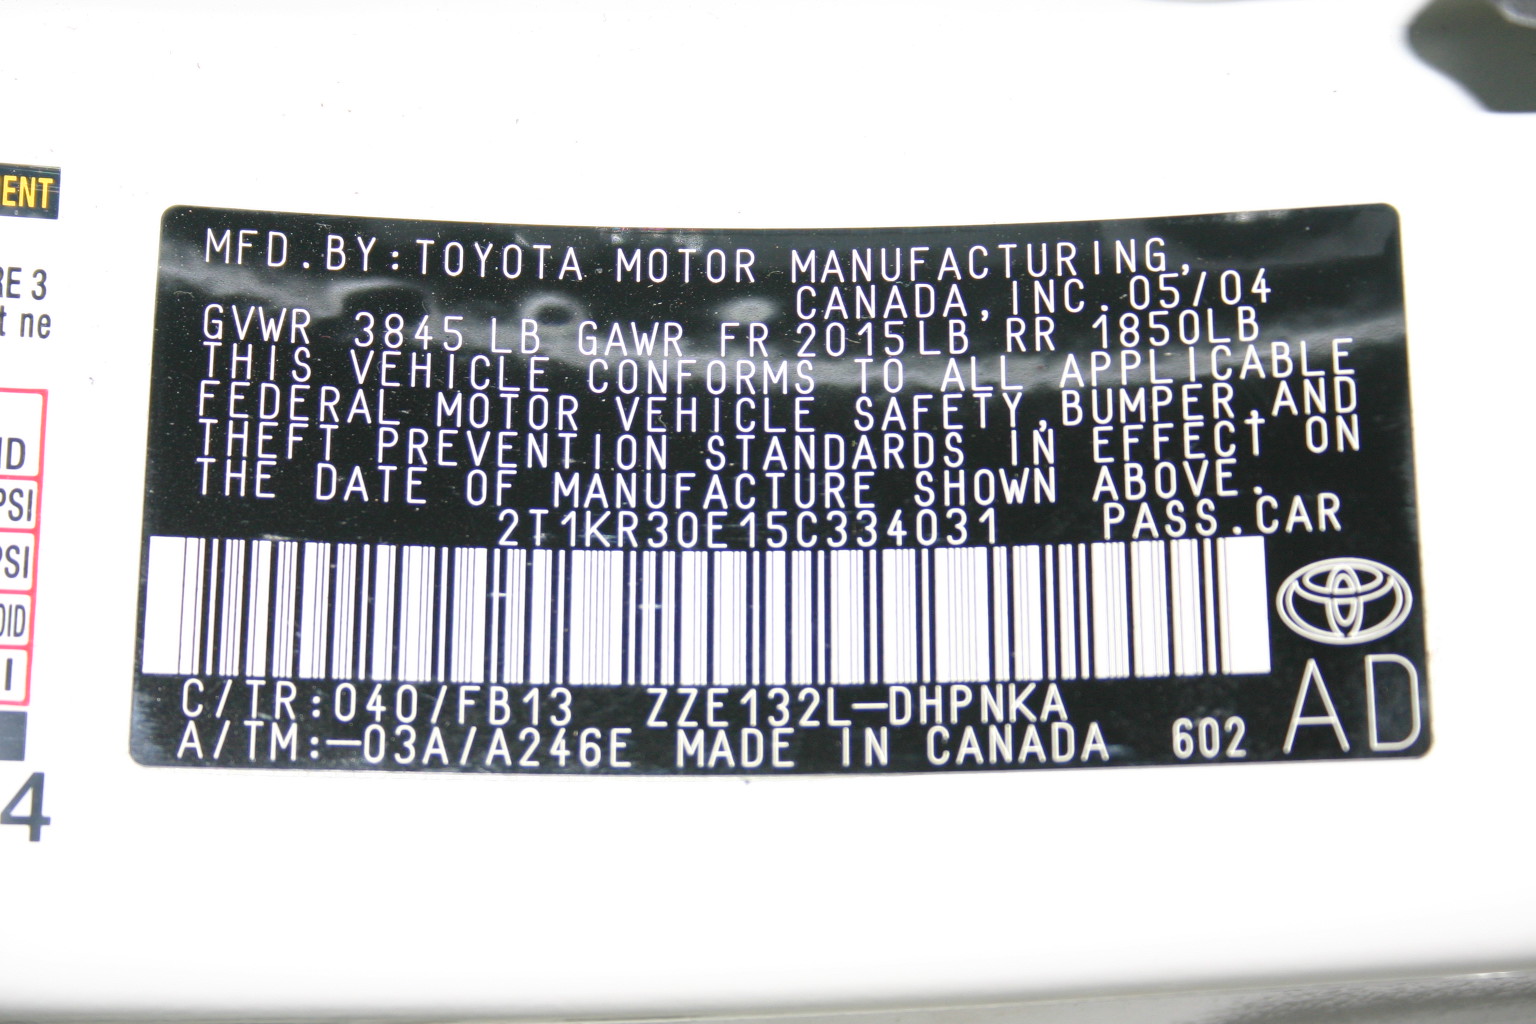 MFD.BY:TOYOTA MOTOR MANUFACTURING,
CANADA,INC.05/04
GVWR 3845 LB GAWR FR 2015LB RR 1850LB
THIS VEHICLE CONFORMS TO ALL APPLICABLE
FEDERAL MOTOR VEHICLE SAFETY,BUMPER,AND
THEFT PREVENTION STANDARDS IN EFFECT ON
THE DATE OF MANUFACTURE SHOWN ABOVE.
2T1KR30E15C334031 PASS.CAR
C/TR:040/FB13 ZZE132L—DHPNKA
A/TM:—03A/A246E MADE IN CANADA 602
AD
ENT
RE 3
t ne
ID
PSI
PSI
OID
I
4